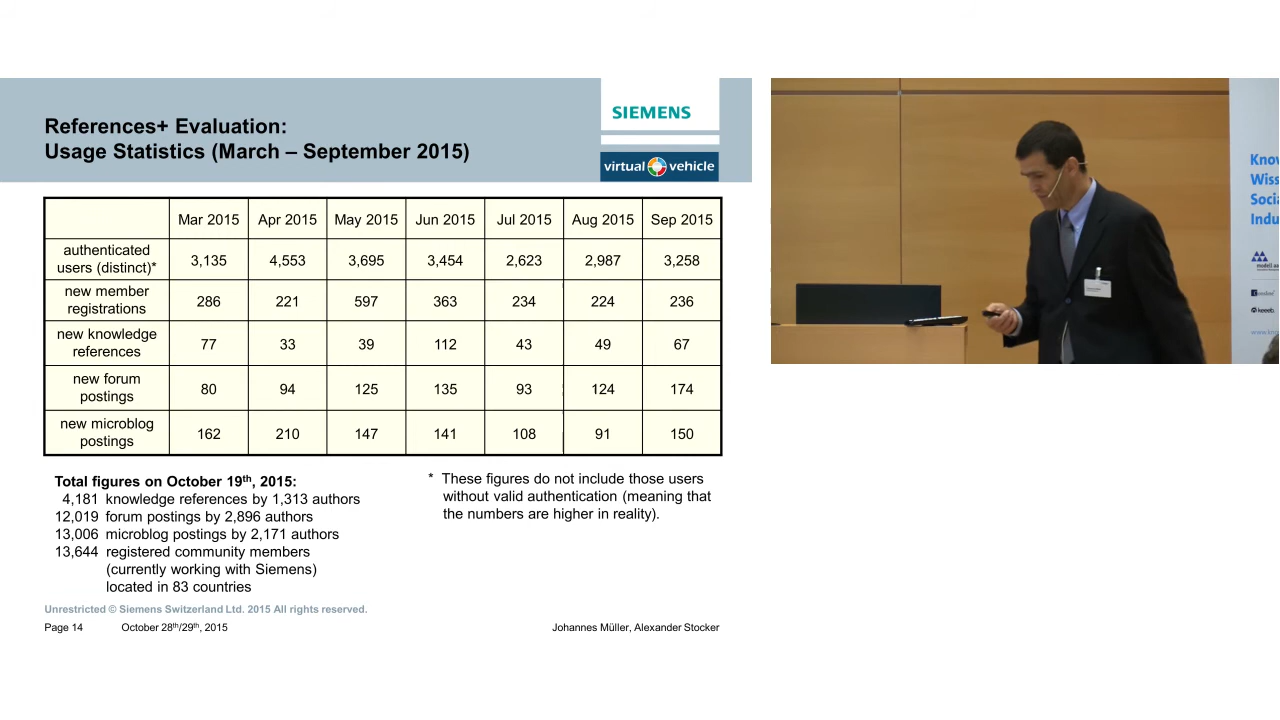 References+ Evaluation:
Usage Statistics (March – September 2015)
SIEMENS
virtual vehicle
Mar 2015 Apr 2015 May 2015 Jun 2015 Jul 2015 Aug 2015 Sep 2015
authenticated
users (distinct)* 3,135 4,553 3,695 3,454 2,623 2,987 3,258
new member
registrations 286 221 597 363 234 224 236
new knowledge
references 77 33 39 112 43 49 67
new forum
postings 80 94 125 135 93 124 174
new microblog
postings 162 210 147 141 108 91 150
Total figures on October 19th, 2015:
4,181 knowledge references by 1,313 authors
12,019 forum postings by 2,896 authors
13,006 microblog postings by 2,171 authors
13,644 registered community members
(currently working with Siemens)
located in 83 countries
* These figures do not include those users
without valid authentication (meaning that
the numbers are higher in reality).
Unrestricted © Siemens Switzerland Ltd. 2015 All rights reserved.
Page 14 October 28th/29th, 2015 Johannes Müller, Alexander Stocker
Know
Wiss
Socia
Indu